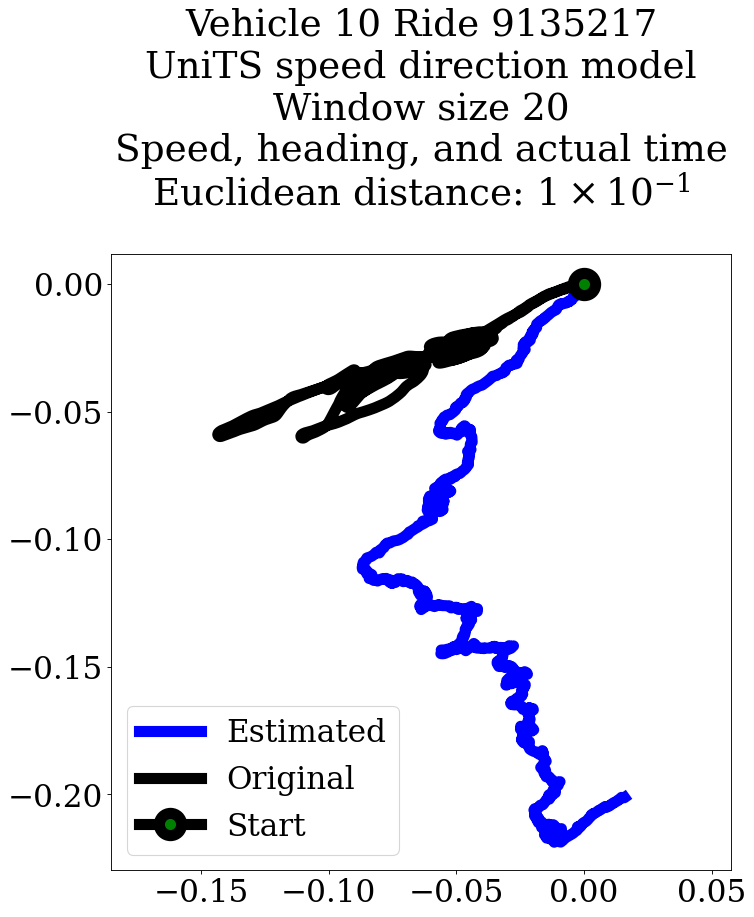 Vehicle 10 Ride 9135217
UniTS speed direction model
Window size 20
Speed, heading, and actual time
Euclidean distance: 1 × 10⁻¹
0.00
−0.05
−0.10
−0.15
−0.20
Estimated
Original
Start
−0.15 −0.10 −0.05 0.00 0.05